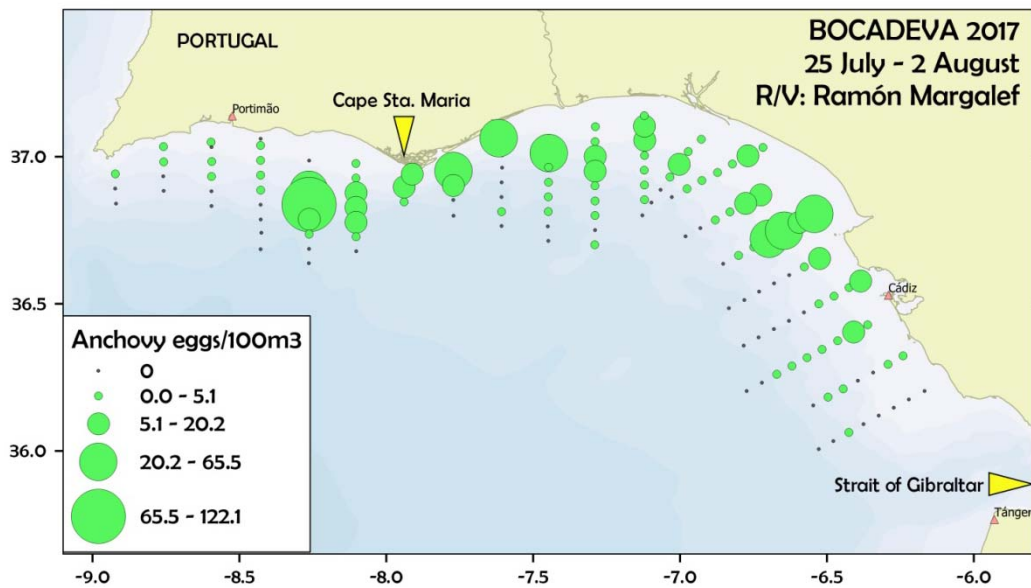 PORTUGAL
BOCADEVA 2017
25 July - 2 August
R/V: Ramón Margalef
Portimão
Cape Sta. Maria
37.0
36.5
36.0
Cádiz
Strait of Gibraltar
Tánger
Anchovy eggs/100m3
0
0.0 - 5.1
5.1 - 20.2
20.2 - 65.5
65.5 - 122.1
-9.0
-8.5
-8.0
-7.5
-7.0
-6.5
-6.0